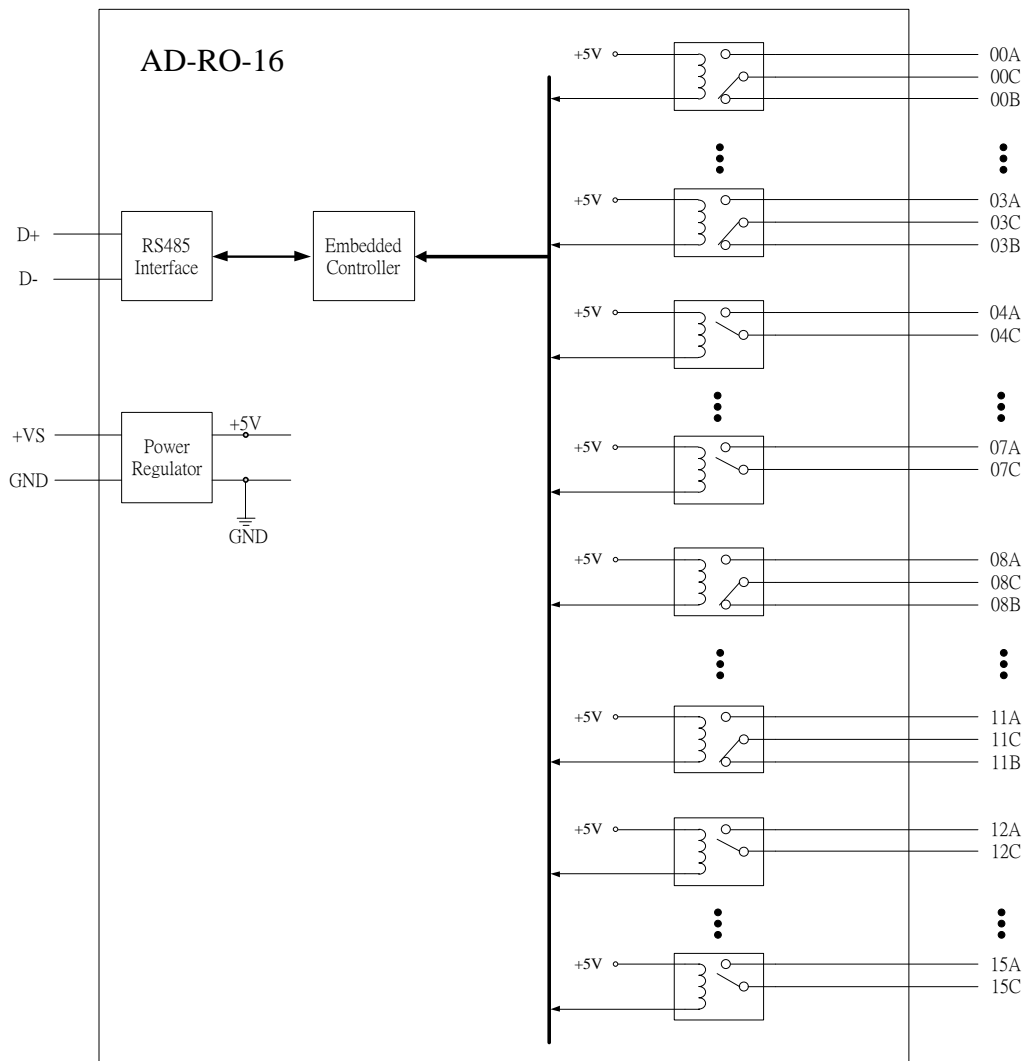 AD-RO-16
+5V
00A
00C
00B
+5V
03A
03C
03B
D+
D-
RS485
Interface
Embedded
Controller
+5V
04A
04C
+5V
07A
07C
+VS
GND
Power
Regulator
+5V
GND
+5V
08A
08C
08B
+5V
11A
11C
11B
+5V
12A
12C
+5V
15A
15C